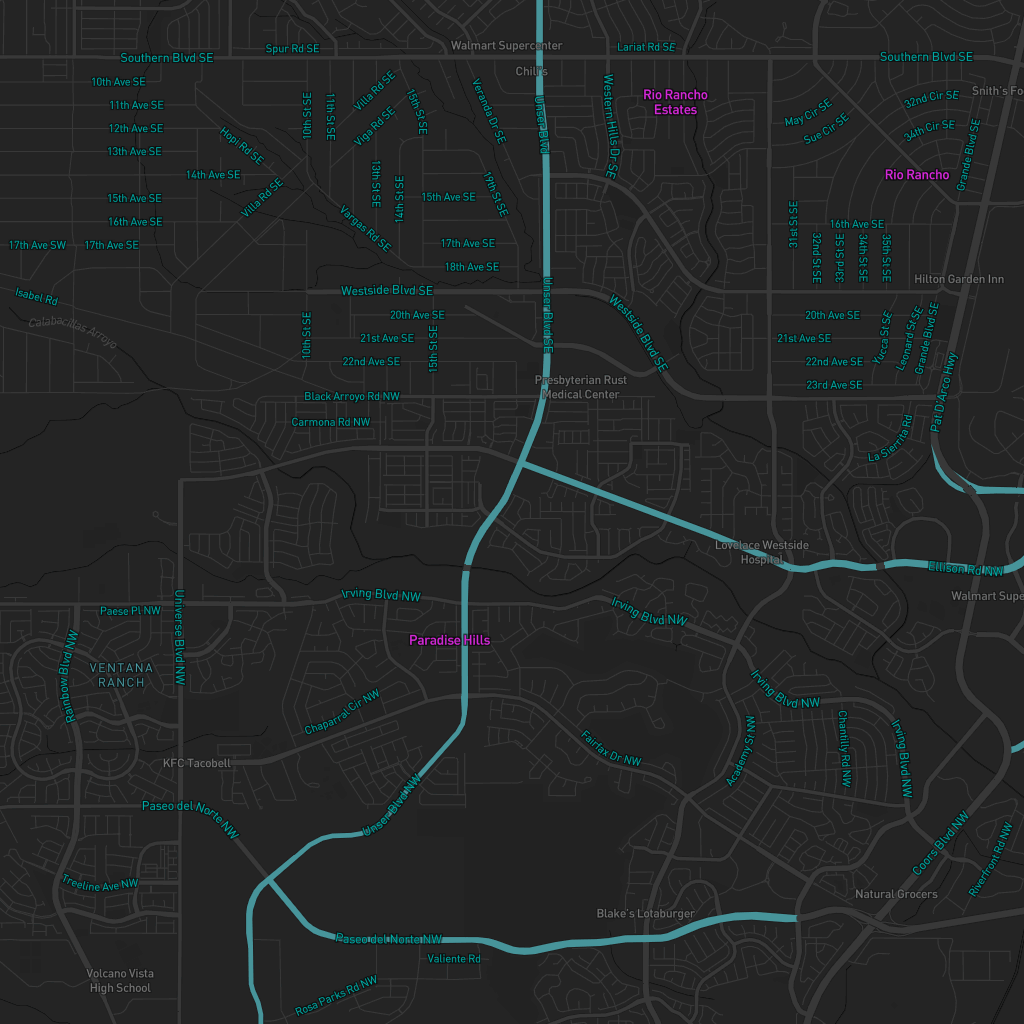 Walmart Supercenter
Spur Rd SE
Lariat Rd SE
Southern Blvd SE
Southern Blvd SE
Chili's
10th Ave SE
Villa Rd SE
15th St SE
Veranda Dr SE
Western Hills Dr SE
Rio Rancho
Estates
Snith's Fo
11th Ave SE
10th St SE
11th St SE
Viga Rd SE
Unser Blvd
May Cir SE
32nd Cir SE
12th Ave SE
Hopi Rd SE
Sue Cir SE
34th Cir SE
Grande Blvd SE
13th Ave SE
14th Ave SE
13th St SE
14th St SE
19th St SE
Rio Rancho
15th Ave SE
Villa Rd SE
15th Ave SE
16th Ave SE
Vargas Rd SE
31st St SE
16th Ave SE
17th Ave SW
17th Ave SE
17th Ave SE
32nd St SE
33rd St SE
34th St SE
35th St SE
18th Ave SE
Hilton Garden Inn
Isabel Rd
Westside Blvd SE
Unser Blvd SE
Westside Blvd SE
Calabacillas Arroyo
10th St SE
20th Ave SE
20th Ave SE
Yucca St SE
Leonard St SE
Grande Blvd SE
21st Ave SE
15th St SE
21st Ave SE
22nd Ave SE
22nd Ave SE
Presbyterian Rust
Medical Center
23rd Ave SE
Pat D'Arco Hwy
Black Arroyo Rd NW
Carmona Rd NW
La Sierrita Rd
Lovelace Westside
Hospital
Ellison Rd NW
Irving Blvd NW
Walmart Supe
Paese Pl NW
Universe Blvd NW
Irving Blvd NW
Rainbow Blvd NW
Paradise Hills
VENTANA
RANCH
Irving Blvd NW
Chaparral Cir NW
Fairfax Dr NW
Academy St NW
Chantilly Rd NW
Irving Blvd NW
KFC Tacobell
Paseo del Norte NW
Unser Blvd NW
Coors Blvd NW
Riverfront Rd NW
Treeline Ave NW
Natural Grocers
Blake's Lotaburger
Paseo del Norte NW
Valiente Rd
Volcano Vista
High School
Rosa Parks Rd NW